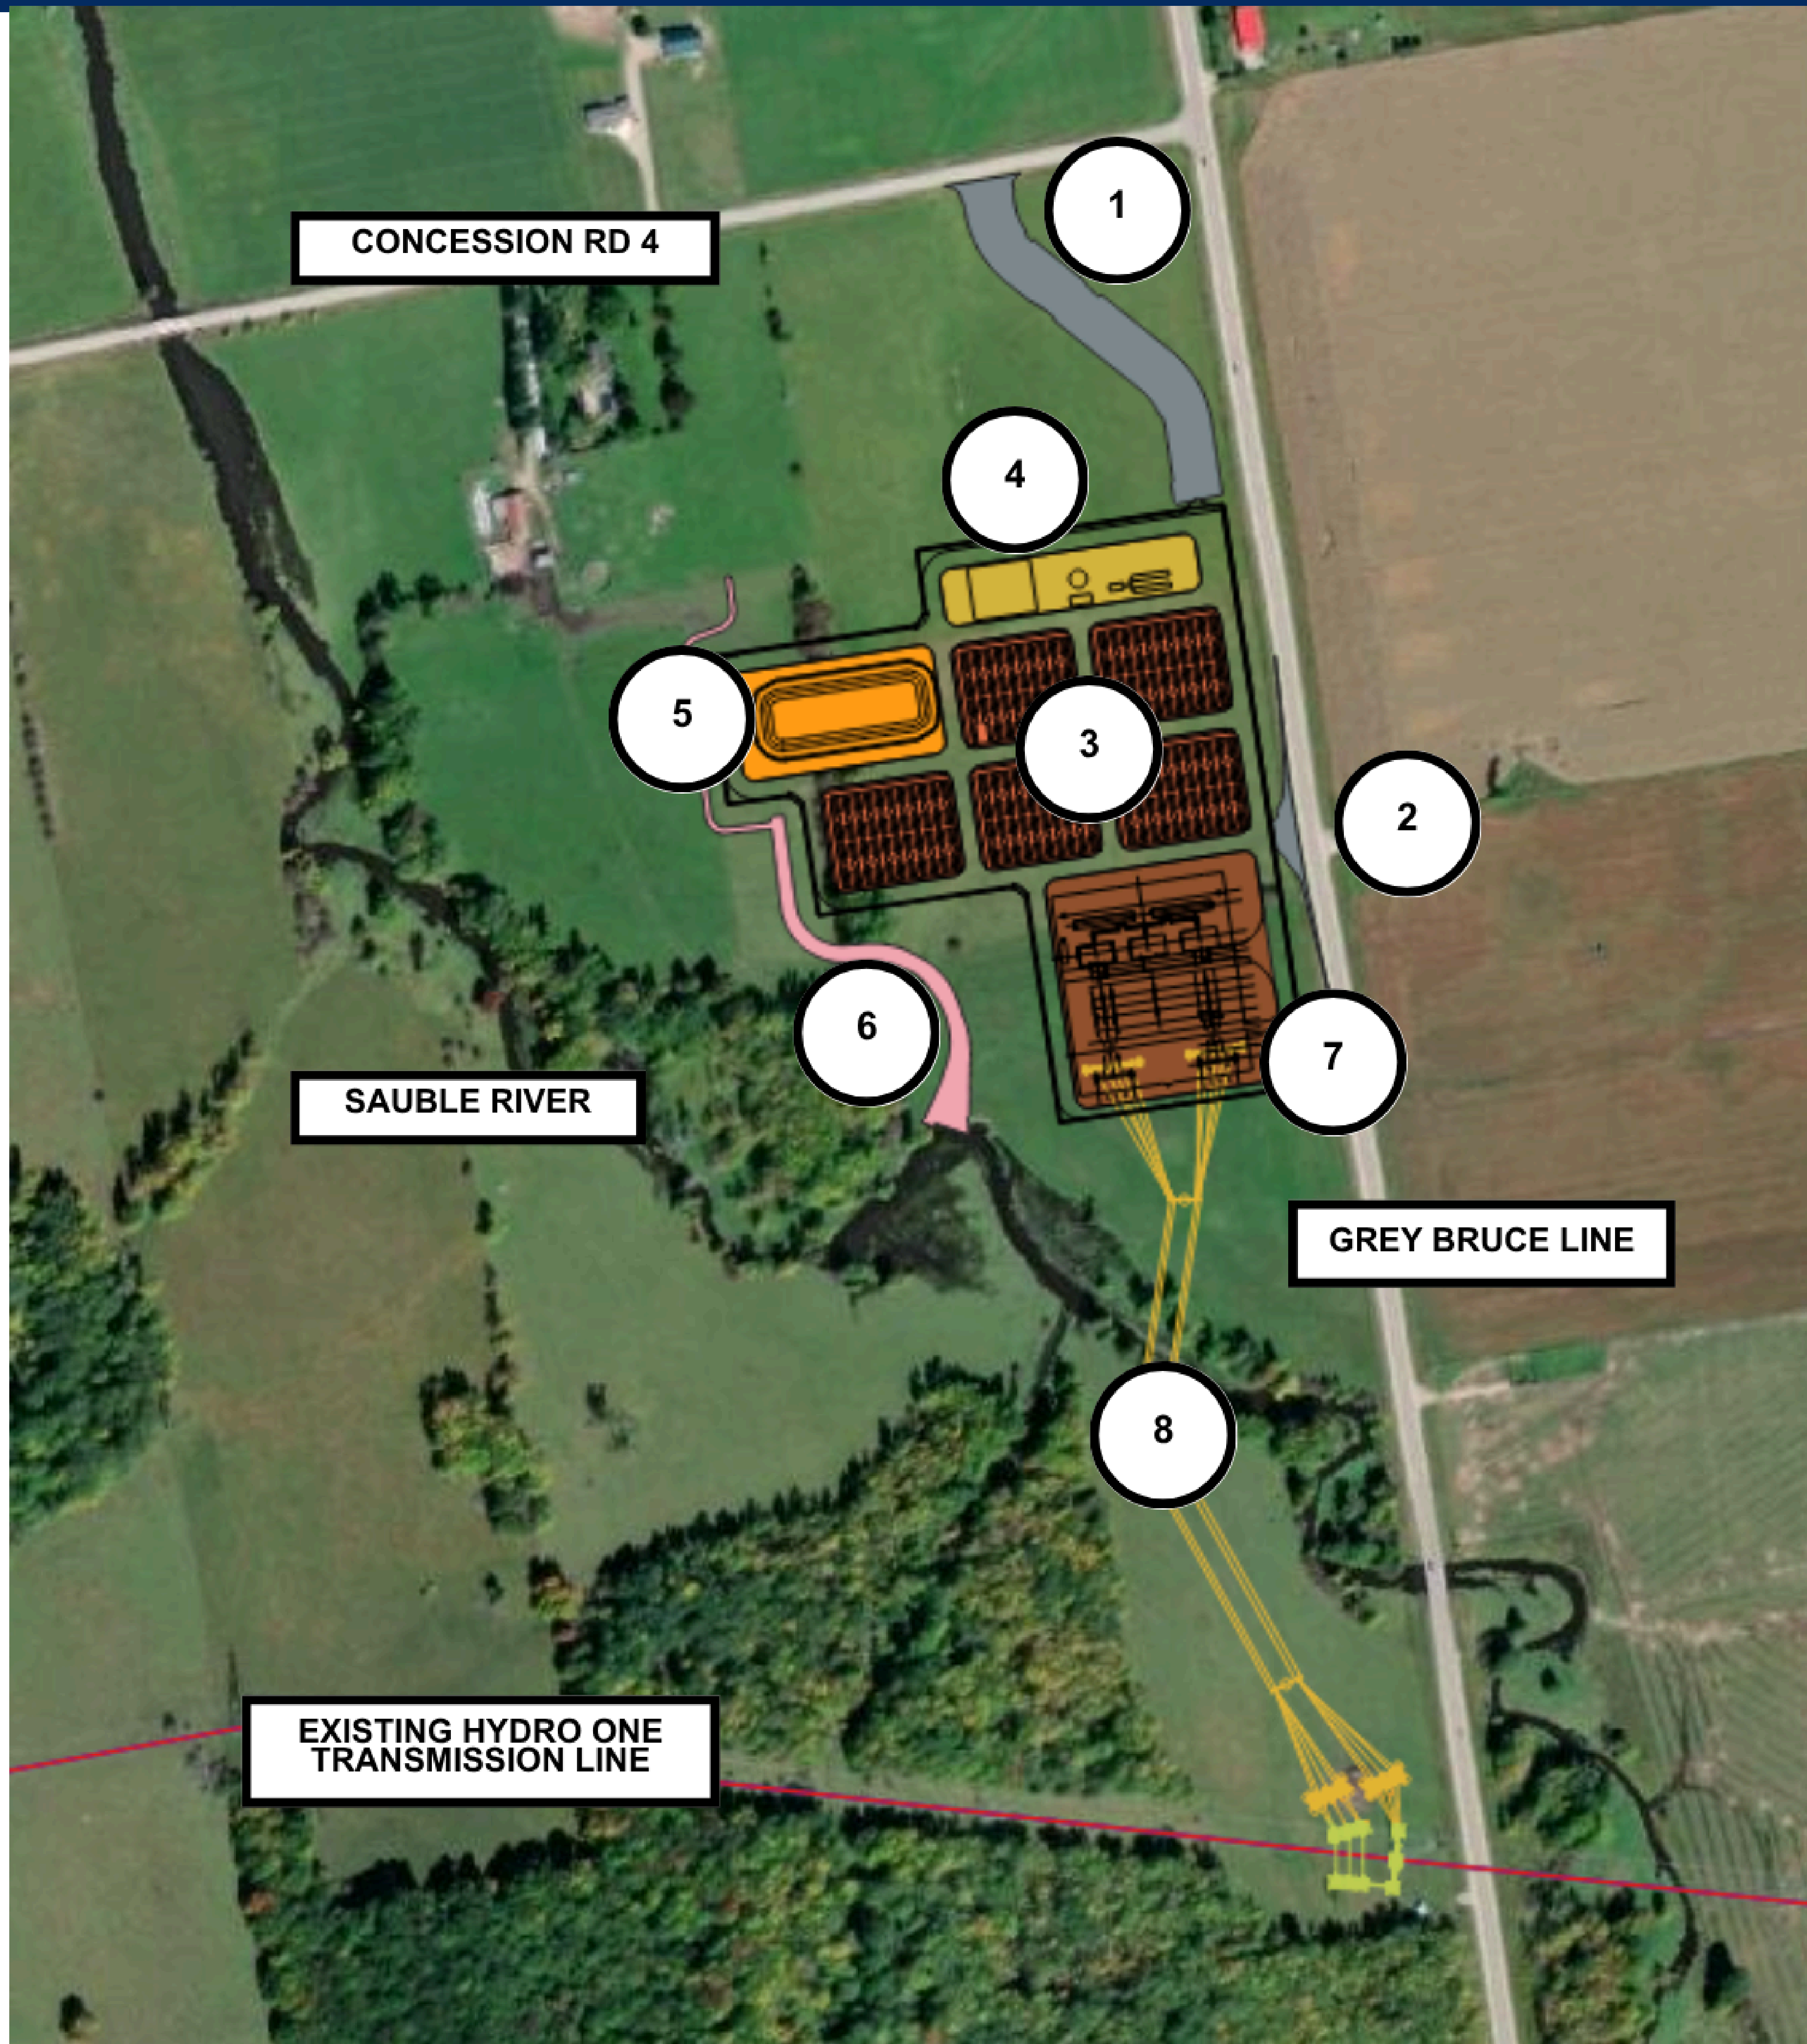 1
CONCESSION RD 4
4
5
3
2
6
7
SAUBLE RIVER
GREY BRUCE LINE
8
EXISTING HYDRO ONE
TRANSMISSION LINE